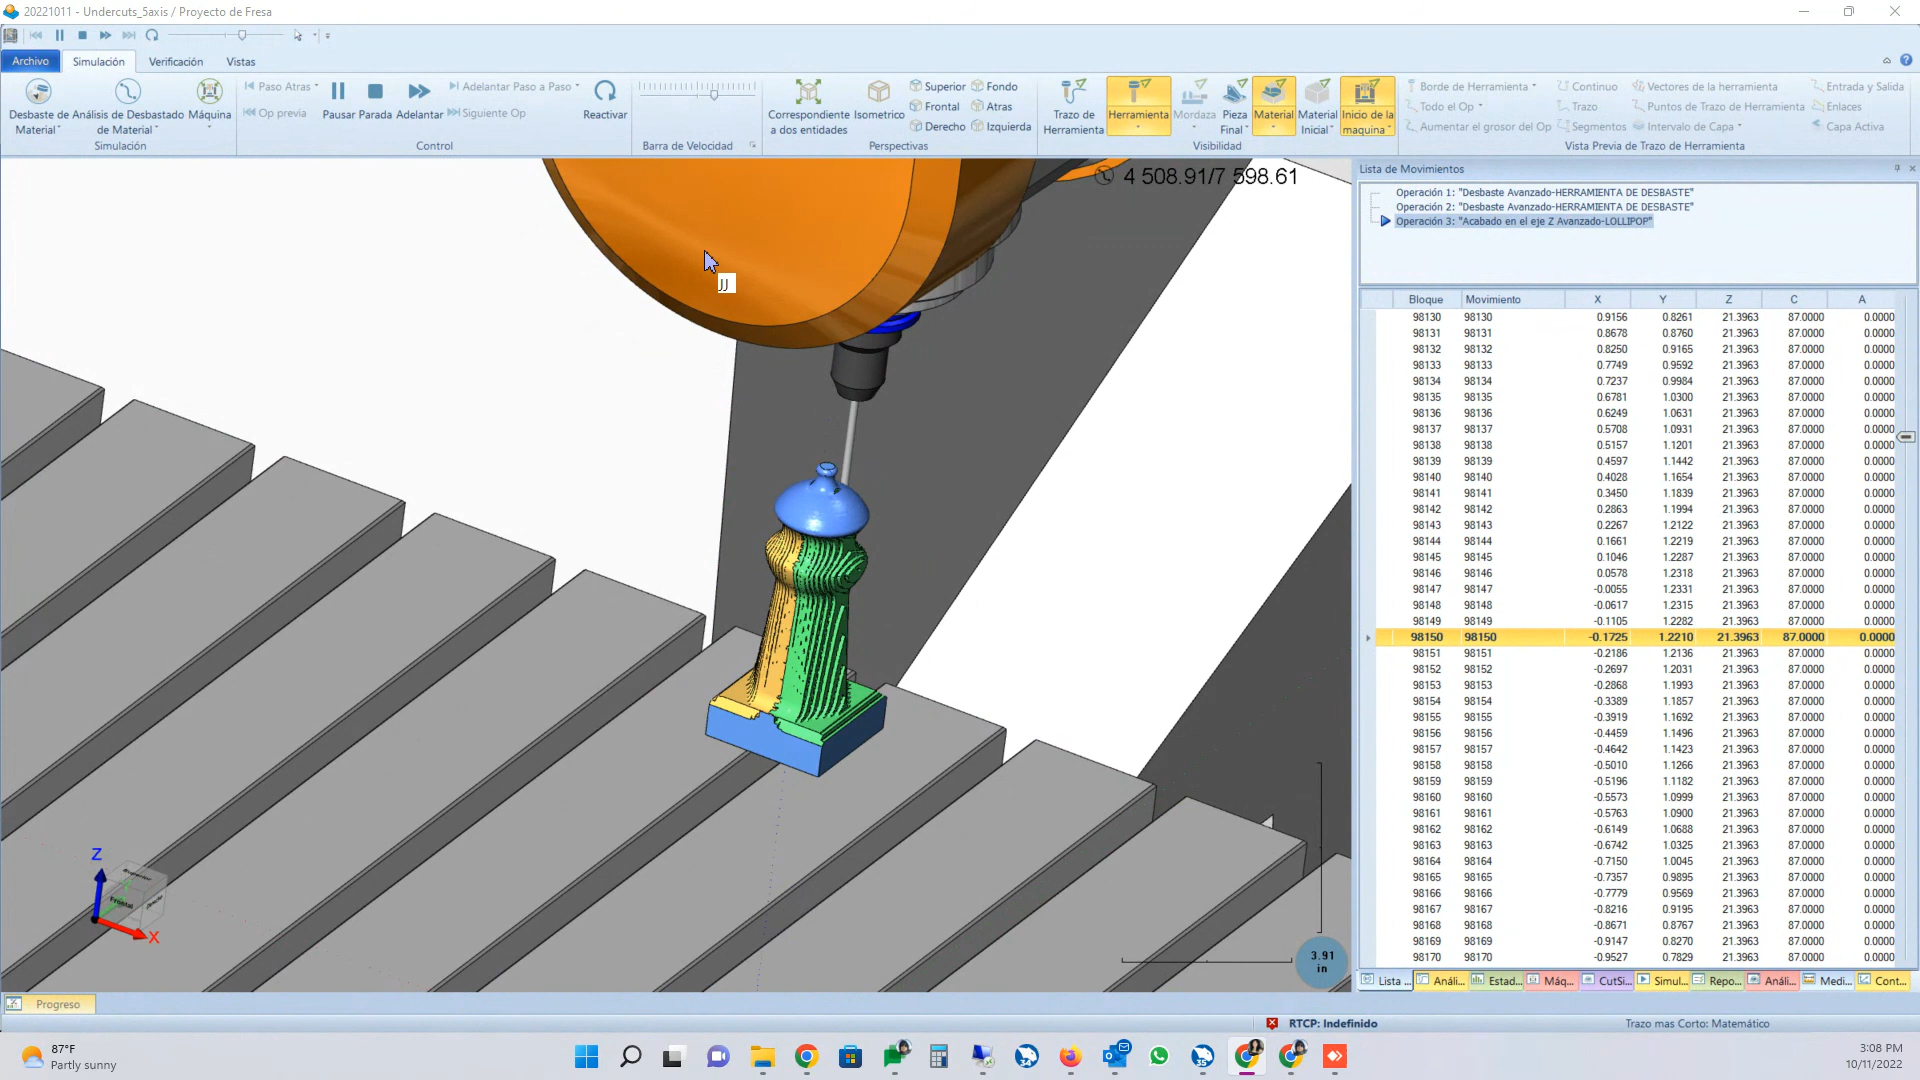 20221011 - Undercuts_5axis / Proyecto de Fresa
Archivo Simulación Verificación Vistas
Desbaste de Material
Análisis de Desbastado de Material
Máquina
Simulación
Paso Atras
Op previa
Pausar Parada Adelantar
Adelantar Paso a Paso
Siguiente Op
Reactivar
Control
Barra de Velocidad
Correspondiente a dos entidades
Isometrico
Superior Fondo
Frontal Atras
Derecho Izquierda
Perspectivas
Trazo de Herramienta
Herramienta
Mordaza
Pieza Final
Material
Material Inicial
Inicio de la maquina
Visibilidad
Borde de Herramienta Continuo Vectores de la herramienta Entrada y Salida
Todo el Op Trazo Puntos de Trazo de Herramienta Enlaces
Aumentar el grosor del Op Segmentos Intervalo de Capa Capa Activa
Vista Previa de Trazo de Herramienta
4 508.91/7 598.61
JJ
Frontal
Z
X
3.91
in
Lista de Movimientos
Operación 1: "Desbaste Avanzado-HERRAMIENTA DE DESBASTE"
Operación 2: "Desbaste Avanzado-HERRAMIENTA DE DESBASTE"
Operación 3: "Acabado en el eje Z Avanzado-LOLLIPOP"
Bloque Movimiento X Y Z C A
98130 98130 0.9156 0.8261 21.3963 87.0000 0.0000
98131 98131 0.8678 0.8760 21.3963 87.0000 0.0000
98132 98132 0.8250 0.9165 21.3963 87.0000 0.0000
98133 98133 0.7749 0.9592 21.3963 87.0000 0.0000
98134 98134 0.7237 0.9984 21.3963 87.0000 0.0000
98135 98135 0.6781 1.0300 21.3963 87.0000 0.0000
98136 98136 0.6249 1.0631 21.3963 87.0000 0.0000
98137 98137 0.5708 1.0931 21.3963 87.0000 0.0000
98138 98138 0.5157 1.1201 21.3963 87.0000 0.0000
98139 98139 0.4597 1.1442 21.3963 87.0000 0.0000
98140 98140 0.4028 1.1654 21.3963 87.0000 0.0000
98141 98141 0.3450 1.1839 21.3963 87.0000 0.0000
98142 98142 0.2863 1.1994 21.3963 87.0000 0.0000
98143 98143 0.2267 1.2122 21.3963 87.0000 0.0000
98144 98144 0.1661 1.2219 21.3963 87.0000 0.0000
98145 98145 0.1046 1.2287 21.3963 87.0000 0.0000
98146 98146 0.0578 1.2318 21.3963 87.0000 0.0000
98147 98147 -0.0055 1.2331 21.3963 87.0000 0.0000
98148 98148 -0.0617 1.2315 21.3963 87.0000 0.0000
98149 98149 -0.1105 1.2282 21.3963 87.0000 0.0000
98150 98150 -0.1725 1.2210 21.3963 87.0000 0.0000
98151 98151 -0.2186 1.2136 21.3963 87.0000 0.0000
98152 98152 -0.2697 1.2031 21.3963 87.0000 0.0000
98153 98153 -0.2868 1.1993 21.3963 87.0000 0.0000
98154 98154 -0.3389 1.1857 21.3963 87.0000 0.0000
98155 98155 -0.3919 1.1692 21.3963 87.0000 0.0000
98156 98156 -0.4459 1.1496 21.3963 87.0000 0.0000
98157 98157 -0.4642 1.1423 21.3963 87.0000 0.0000
98158 98158 -0.5010 1.1266 21.3963 87.0000 0.0000
98159 98159 -0.5196 1.1182 21.3963 87.0000 0.0000
98160 98160 -0.5573 1.0999 21.3963 87.0000 0.0000
98161 98161 -0.5763 1.0900 21.3963 87.0000 0.0000
98162 98162 -0.6149 1.0688 21.3963 87.0000 0.0000
98163 98163 -0.6742 1.0325 21.3963 87.0000 0.0000
98164 98164 -0.7150 1.0045 21.3963 87.0000 0.0000
98165 98165 -0.7357 0.9895 21.3963 87.0000 0.0000
98166 98166 -0.7779 0.9569 21.3963 87.0000 0.0000
98167 98167 -0.8216 0.9195 21.3963 87.0000 0.0000
98168 98168 -0.8671 0.8767 21.3963 87.0000 0.0000
98169 98169 -0.9147 0.8270 21.3963 87.0000 0.0000
98170 98170 -0.9527 0.7829 21.3963 87.0000 0.0000
Lista ... Análi... Estad... Máq... CutSi... Simul... Repo... Análi... Medi... Cont...
Progreso
RTCP: Indefinido
Trazo mas Corto: Matemático
87°F
Partly sunny
3:08 PM
10/11/2022